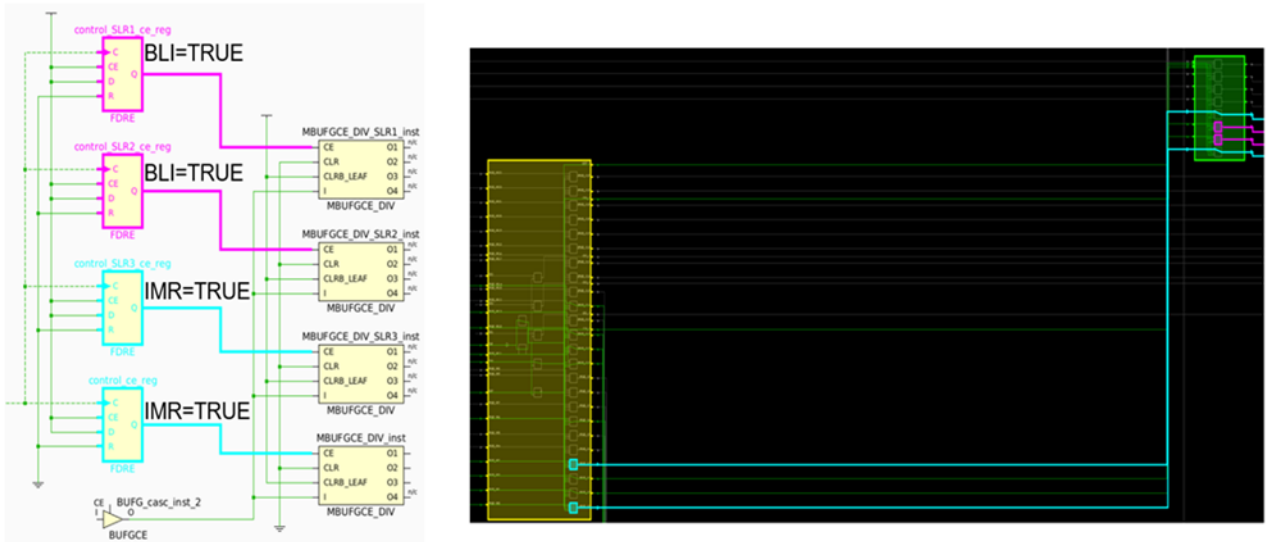 control_SLR1_ce_reg
C
CE
D
R
Q
BLI=TRUE
FDRE
control_SLR2_ce_reg
C
CE
D
R
Q
BLI=TRUE
FDRE
control_SLR3_ce_reg
C
CE
D
R
Q
IMR=TRUE
FDRE
control_ce_reg
C
CE
D
R
Q
IMR=TRUE
FDRE
CE
I
O
BUFG_casc_inst_2
BUFGCE
MBUFGCE_DIV_SLR1_inst
CE O1 n/c
CLR O2 n/c
CLRB_LEAF O3 n/c
I O4 n/c
MBUFGCE_DIV
MBUFGCE_DIV_SLR2_inst
CE O1 n/c
CLR O2 n/c
CLRB_LEAF O3 n/c
I O4 n/c
MBUFGCE_DIV
MBUFGCE_DIV_SLR3_inst
CE O1 n/c
CLR O2 n/c
CLRB_LEAF O3 n/c
I O4 n/c
MBUFGCE_DIV
MBUFGCE_DIV_inst
CE O1 n/c
CLR O2 n/c
CLRB_LEAF O3 n/c
I O4 n/c
MBUFGCE_DIV